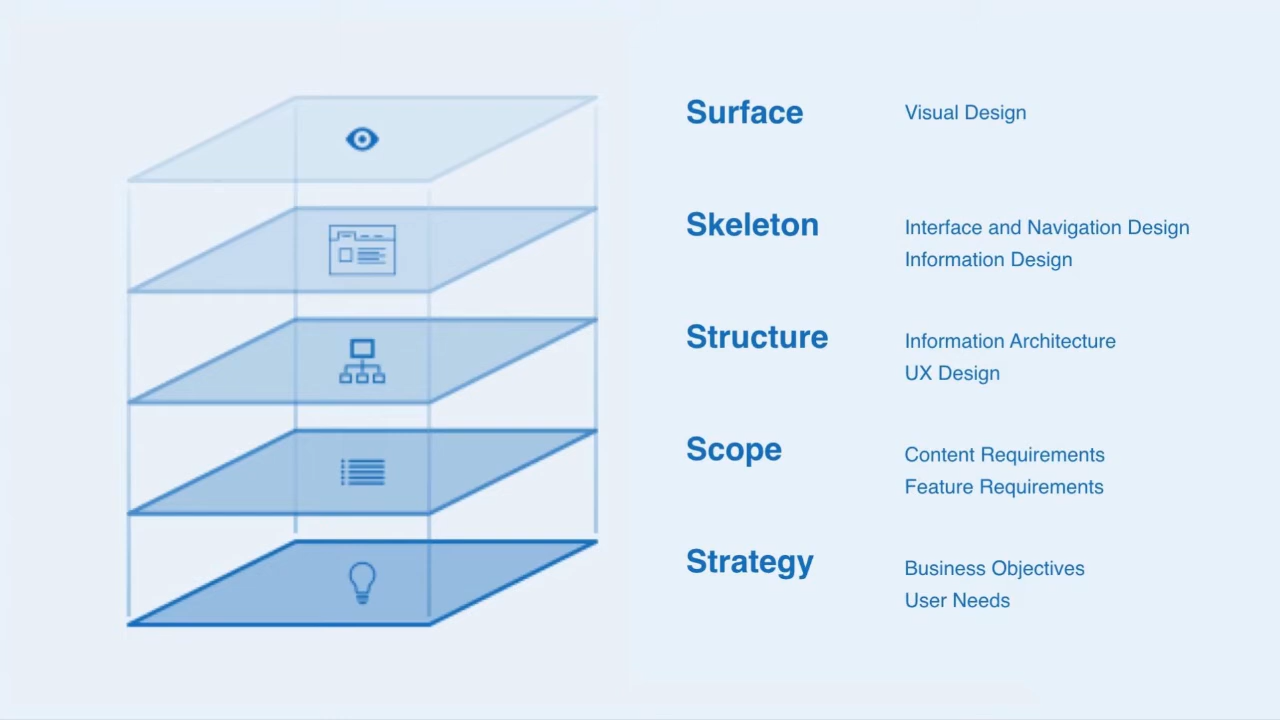 Surface
Visual Design
Skeleton
Interface and Navigation Design
Information Design
Structure
Information Architecture
UX Design
Scope
Content Requirements
Feature Requirements
Strategy
Business Objectives
User Needs